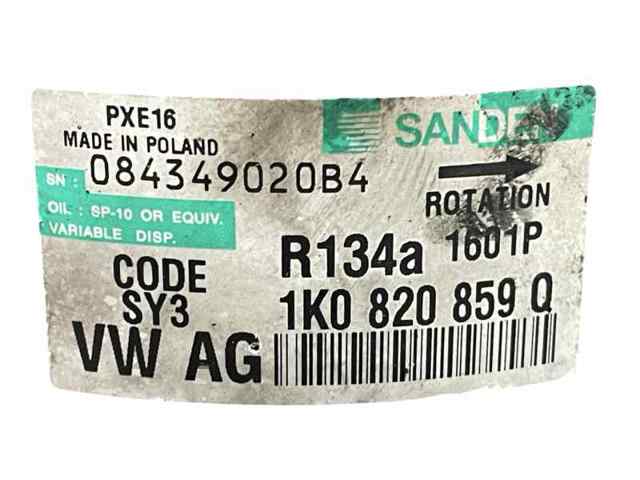 PXE16
MADE IN POLAND
SANDEN
SN : 084349020B4
ROTATION
OIL : SP-10 OR EQUIV.
VARIABLE DISP.
R134a 1601P
CODE
SY3
1K0 820 859 Q
VW AG